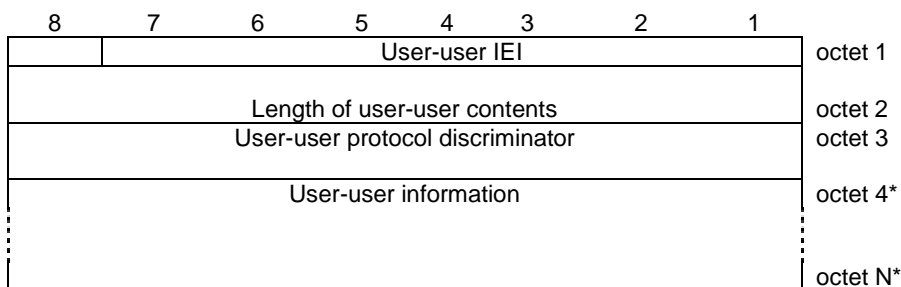 8 7 6 5 4 3 2 1
User-user IEI octet 1
Length of user-user contents octet 2
User-user protocol discriminator octet 3
User-user information octet 4*
octet N*